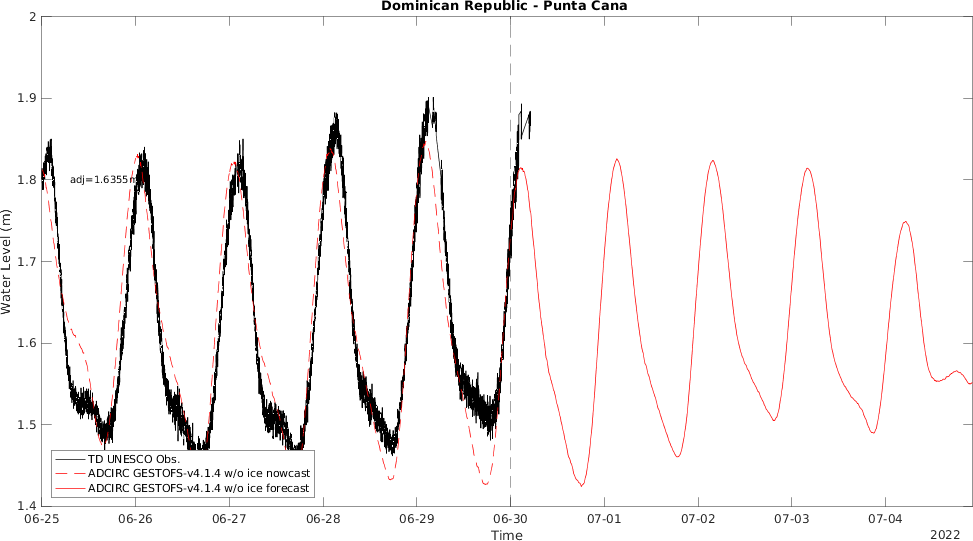 Dominican Republic - Punta Cana
2
1.9
1.8
1.7
1.6
1.5
1.4
Water Level (m)
adj=1.6355m
TD UNESCO Obs.
ADCIRC GESTOFS-v4.1.4 w/o ice nowcast
ADCIRC GESTOFS-v4.1.4 w/o ice forecast
06-25 06-26 06-27 06-28 06-29 06-30 07-01 07-02 07-03 07-04
Time
2022